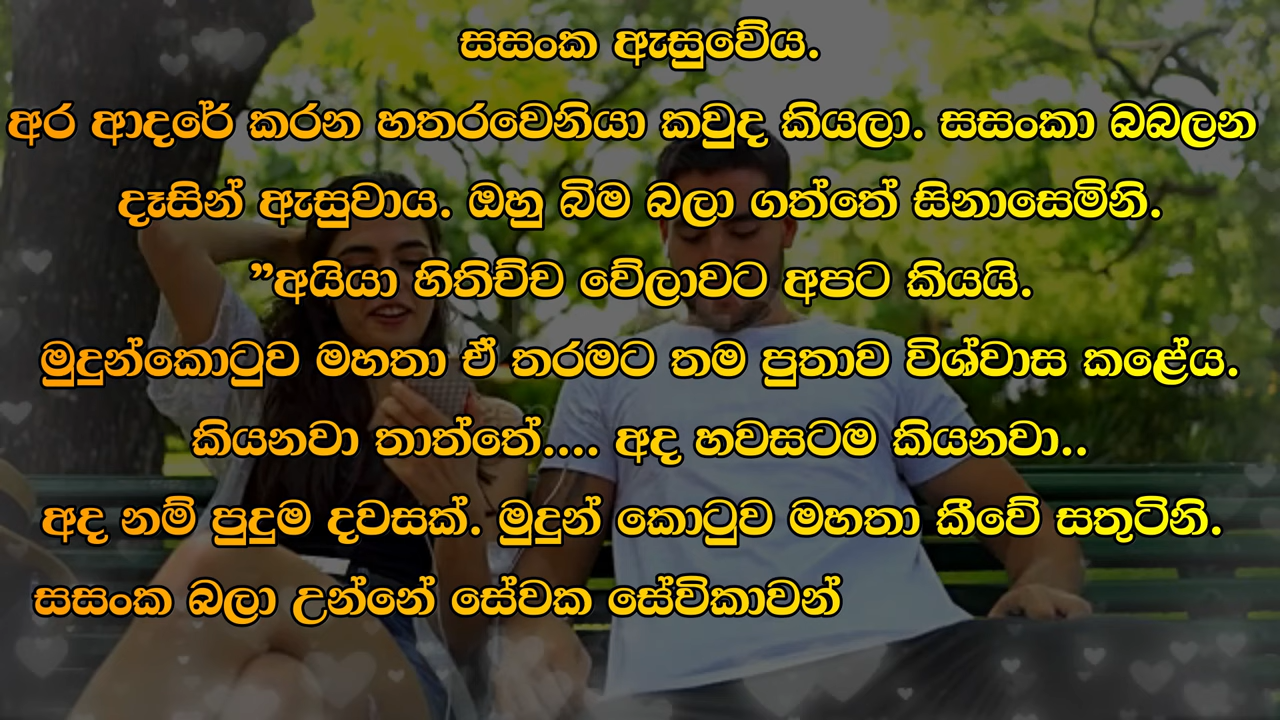 සසංක ඇසුවේය.
අර ආදරේ කරන හතරවෙනියා කවුද කියලා. සසංකා බබලන
දෑසින් ඇසුවාය. ඔහු බිම බලා ගත්තේ සිනාසෙමිනි.
”අයියා හිතිච්ච වේලාවට අපට කියයි.
මුදුන්කොටුව මහතා ඒ තරමට තම පුතාව විශ්වාස කළේය.
කියනවා තාත්තේ.... අද හවසටම කියනවා..
අද නම් පුදුම දවසක්. මුදුන් කොටුව මහතා කීවේ සතුටිනි.
සසංක බලා උන්නේ සේවක සේවිකාවන්